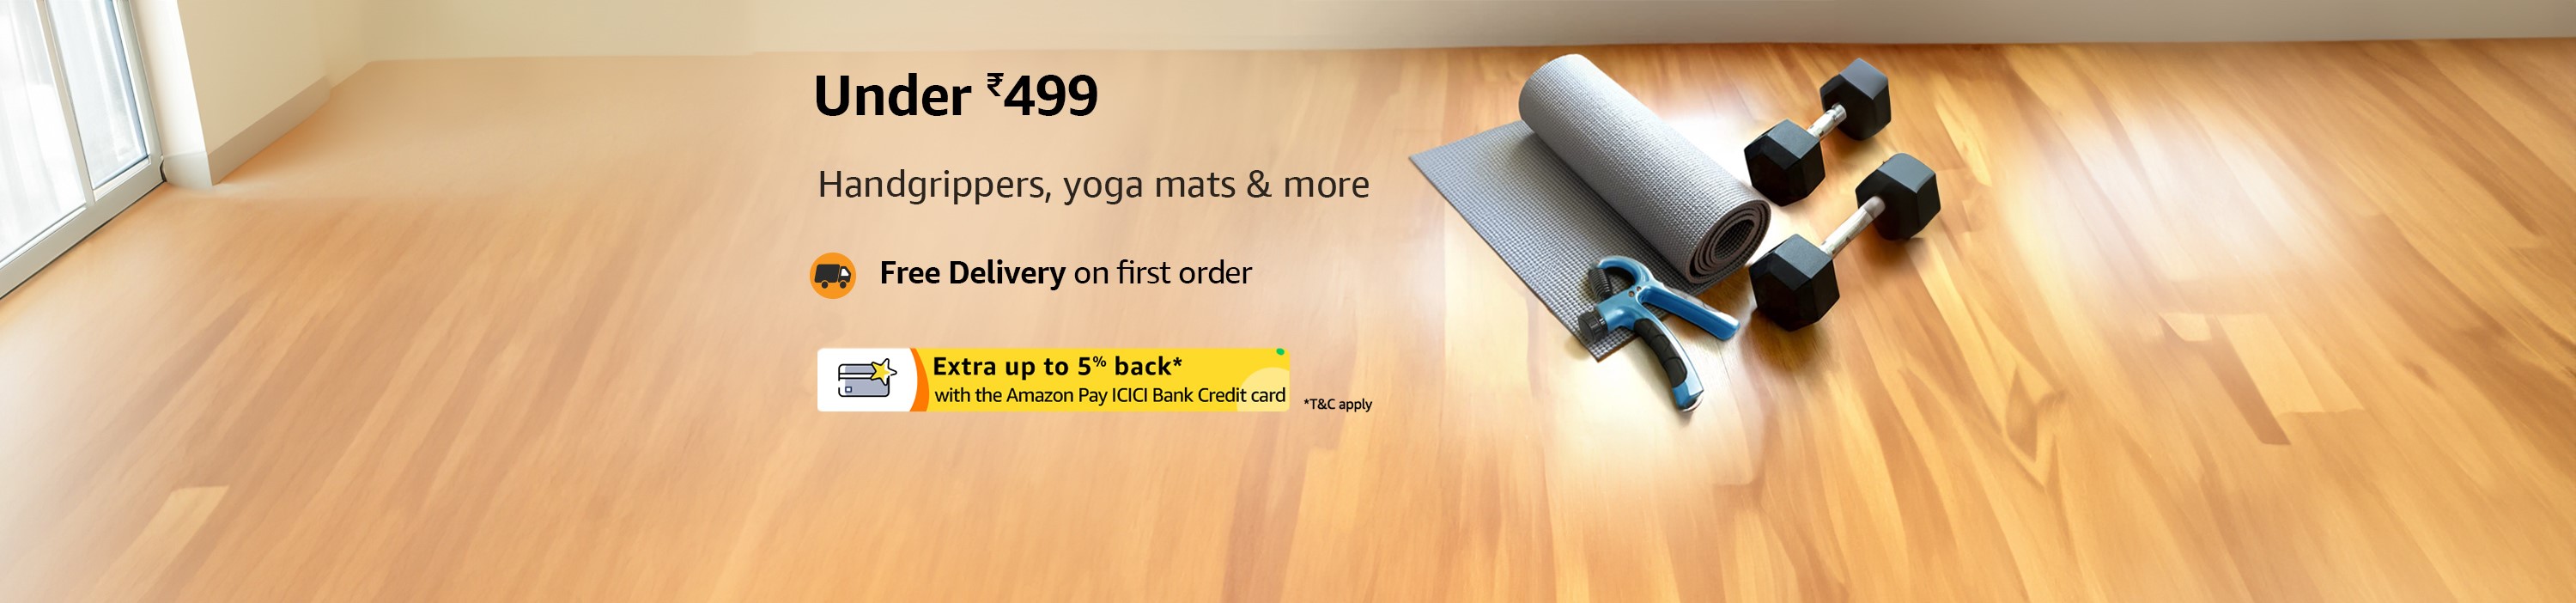 Under ₹499
Handgrippers, yoga mats & more
Free Delivery on first order
Extra up to 5% back*
with the Amazon Pay ICICI Bank Credit card
*T&C apply